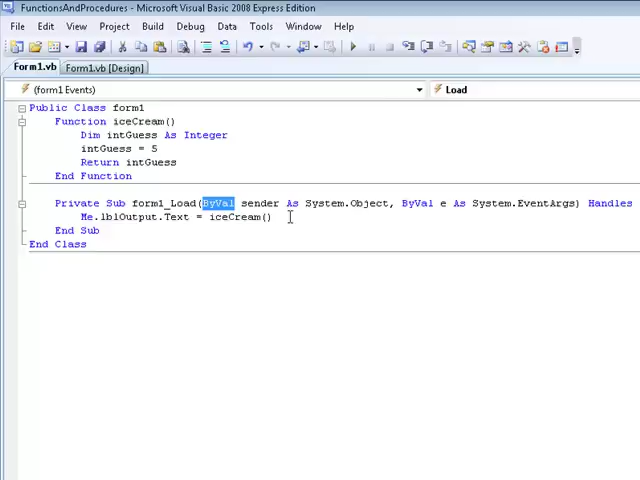 FunctionsAndProcedures - Microsoft Visual Basic 2008 Express Edition
File Edit View Project Build Debug Data Tools Window Help
Form1.vb Form1.vb [Design]
(form1 Events) Load
Public Class form1
Function iceCream()
Dim intGuess As Integer
intGuess = 5
Return intGuess
End Function
Private Sub form1_Load(ByVal sender As System.Object, ByVal e As System.EventArgs) Handles
Me.lblOutput.Text = iceCream()
End Sub
End Class